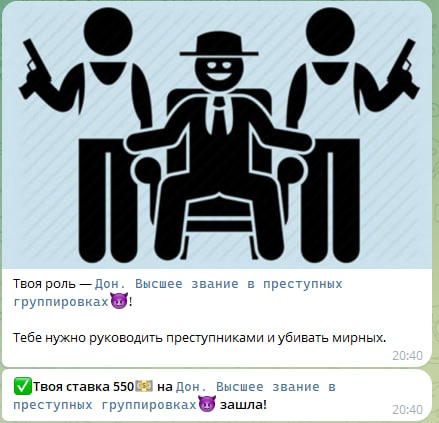 Твоя роль — Дон. Высшее звание в преступных
группировках😈!
Тебе нужно руководить преступниками и убивать мирных.
20:40
✅Твоя ставка 550💵 на Дон. Высшее звание в
преступных группировках😈 зашла!
20:40